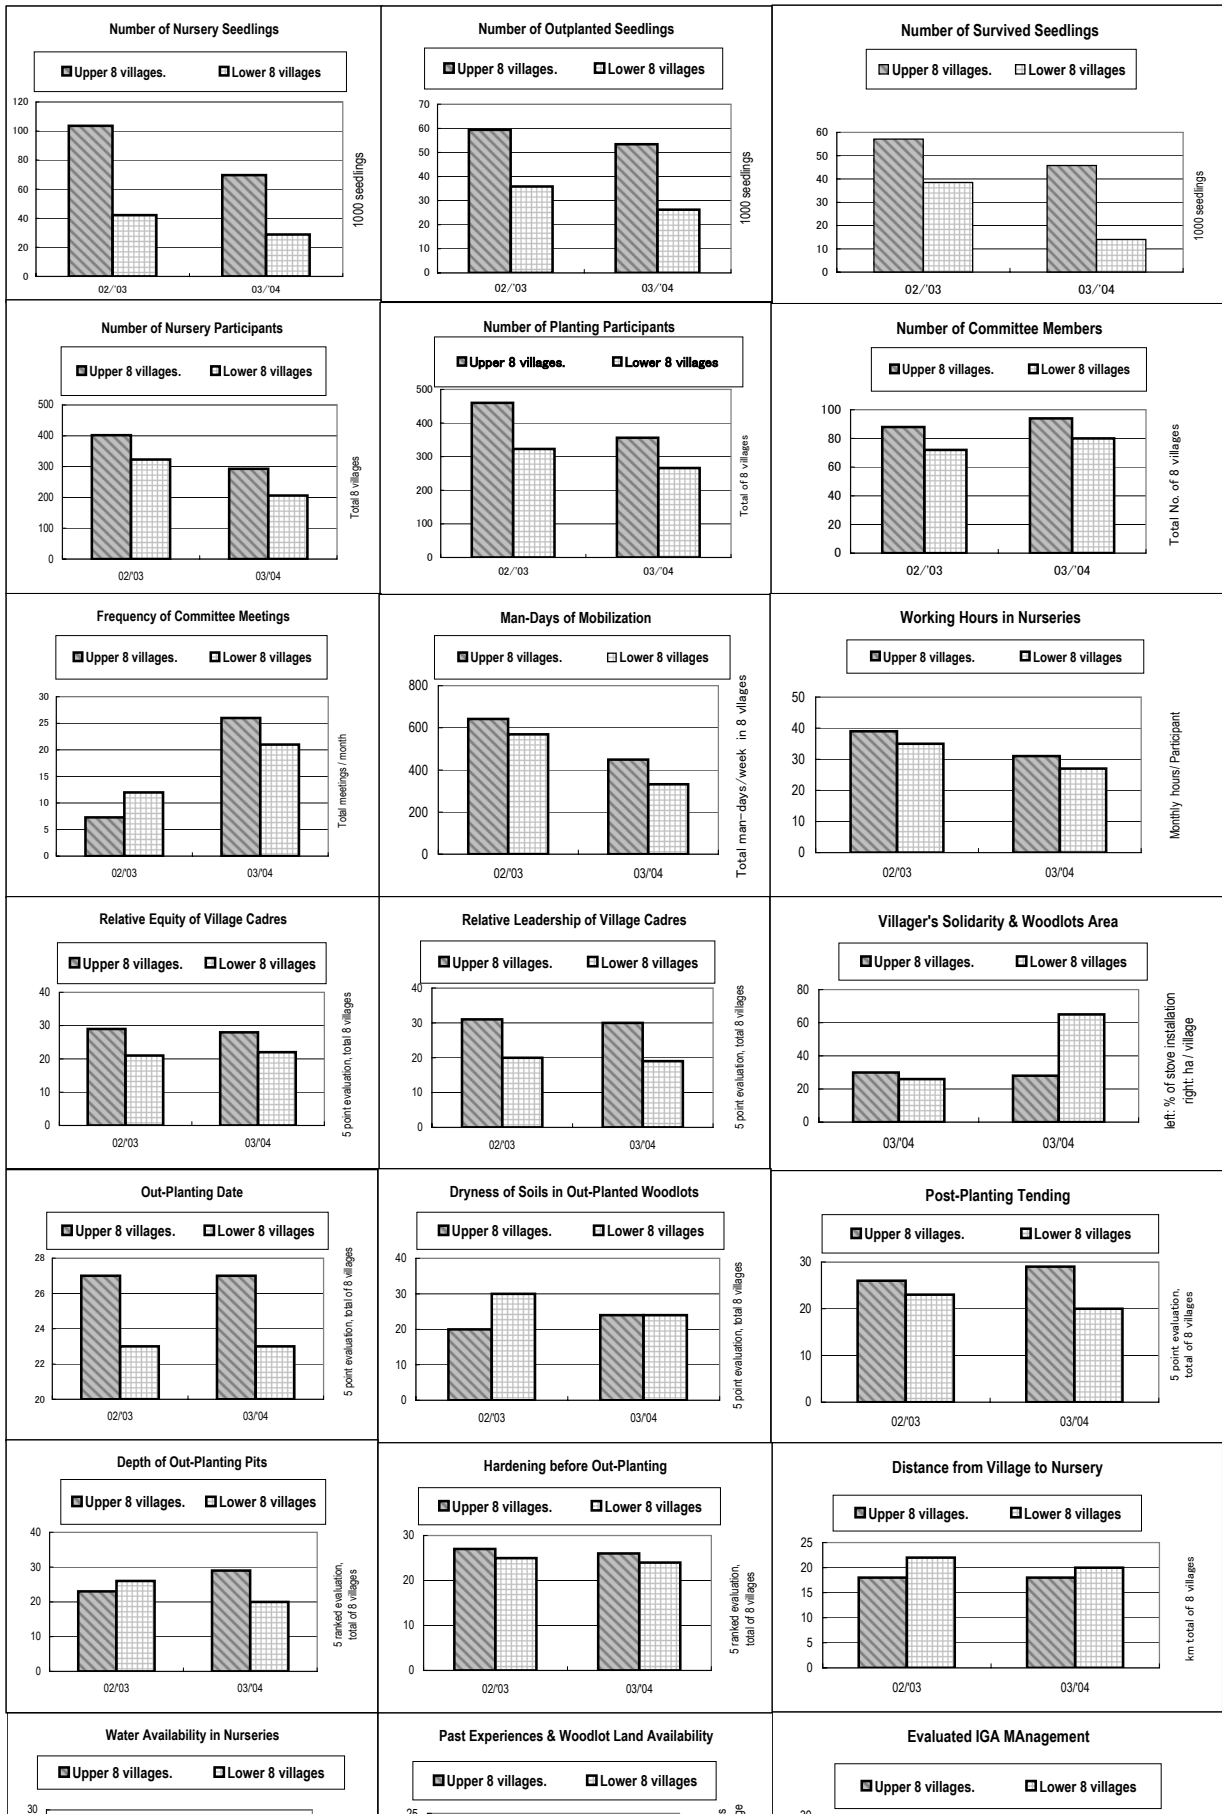 Number of Nursery Seedlings
Upper 8 villages. Lower 8 villages
120
100
80
60
40
20
0
02/'03 03/'04
1000 seedlings
Number of Outplanted Seedlings
Upper 8 villages. Lower 8 villages
70
60
50
40
30
20
10
0
02/'03 03/'04
1000 seedlings
Number of Survived Seedlings
Upper 8 villages. Lower 8 villages
60
50
40
30
20
10
0
02/'03 03/'04
1000 seedlings
Number of Nursery Participants
Upper 8 villages. Lower 8 villages
500
400
300
200
100
0
02/'03 03/'04
Total 8 villages
Number of Planting Participants
Upper 8 villages. Lower 8 villages
500
400
300
200
100
0
02/'03 03/'04
Total of 8 villages
Number of Committee Members
Upper 8 villages. Lower 8 villages
100
80
60
40
20
0
02/'03 03/'04
Total No. of 8 villages
Frequency of Committee Meetings
Upper 8 villages. Lower 8 villages
30
25
20
15
10
5
0
02/'03 03/'04
Total meetings / month
Man-Days of Mobilization
Upper 8 villages. Lower 8 villages
800
600
400
200
0
02/'03 03/'04
Total man-days/week in 8 vllages
Working Hours in Nurseries
Upper 8 villages. Lower 8 villages
50
40
30
20
10
0
02/'03 03/'04
Monthly hours/ Participant
Relative Equity of Village Cadres
Upper 8 villages. Lower 8 villages
40
30
20
10
0
02/'03 03/'04
5 point evaluation, total 8 villages
Relative Leadership of Village Cadres
Upper 8 villages. Lower 8 villages
40
30
20
10
0
02/'03 03/'04
5 point evaluation, total 8 villages
Villager's Solidarity & Woodlots Area
Upper 8 villages. Lower 8 villages
80
60
40
20
0
03/'04 03/'04
left: % of stove installation
right: ha / village
Out-Planting Date
Upper 8 villages. Lower 8 villages
28
27
26
24
23
22
20
02/'03 03/'04
5 point evaluation, total of 8 villages
Dryness of Soils in Out-Planted Woodlots
Upper 8 villages. Lower 8 villages
40
30
20
10
0
02/'03 03/'04
5 point evaluation, total 8 villages
Post-Planting Tending
Upper 8 villages. Lower 8 villages
30
20
10
0
02/'03 03/'04
5 point evaluation,
total of 8 villages
Depth of Out-Planting Pits
Upper 8 villages. Lower 8 villages
40
30
20
10
0
02/'03 03/'04
5 ranked evaluation,
total of 8 villages
Hardening before Out-Planting
Upper 8 villages. Lower 8 villages
30
20
10
0
02/'03 03/'04
5 ranked evaluation,
total of 8 villages
Distance from Village to Nursery
Upper 8 villages. Lower 8 villages
25
20
15
10
5
0
02/'03 03/'04
km total of 8 villages
Water Availability in Nurseries
Upper 8 villages. Lower 8 villages
30
Past Experiences & Woodlot Land Availability
Upper 8 villages. Lower 8 villages
25
Evaluated IGA MAnagement
Upper 8 villages. Lower 8 villages